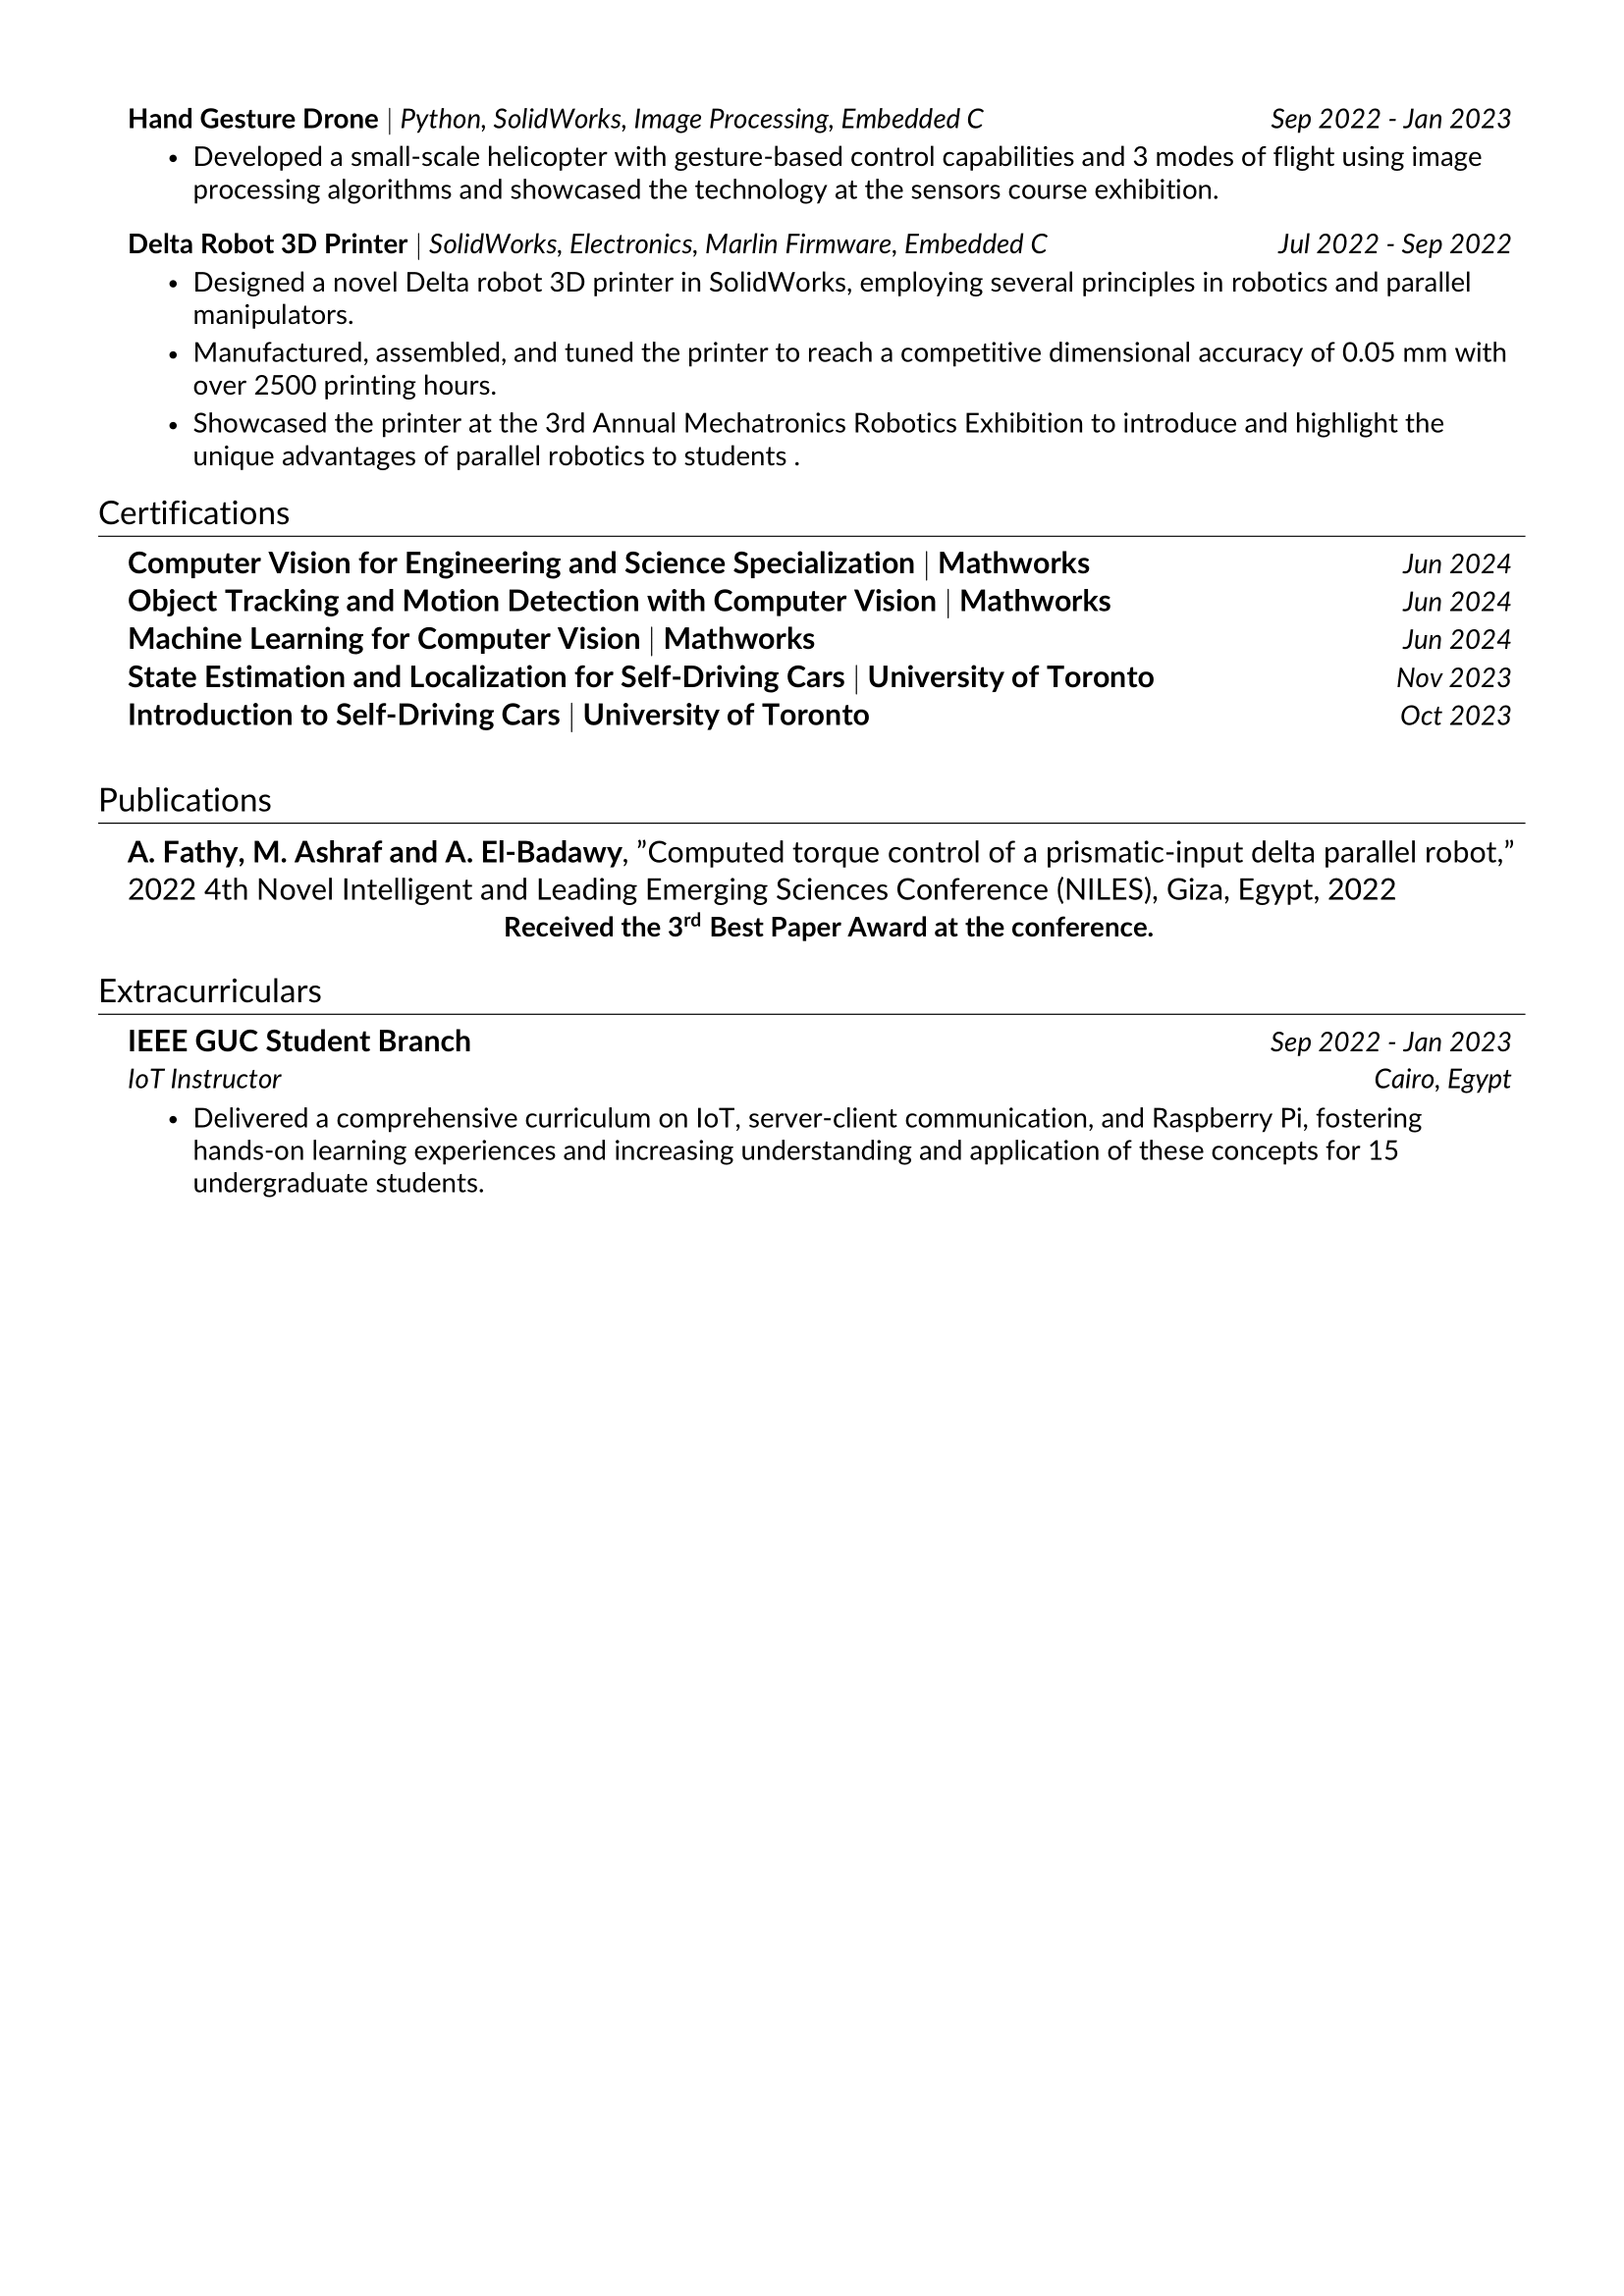 Hand Gesture Drone | Python, SolidWorks, Image Processing, Embedded C Sep 2022 - Jan 2023
• Developed a small-scale helicopter with gesture-based control capabilities and 3 modes of flight using image
processing algorithms and showcased the technology at the sensors course exhibition.
Delta Robot 3D Printer | SolidWorks, Electronics, Marlin Firmware, Embedded C Jul 2022 - Sep 2022
• Designed a novel Delta robot 3D printer in SolidWorks, employing several principles in robotics and parallel
manipulators.
• Manufactured, assembled, and tuned the printer to reach a competitive dimensional accuracy of 0.05 mm with
over 2500 printing hours.
• Showcased the printer at the 3rd Annual Mechatronics Robotics Exhibition to introduce and highlight the
unique advantages of parallel robotics to students .
Certifications
Computer Vision for Engineering and Science Specialization | Mathworks Jun 2024
Object Tracking and Motion Detection with Computer Vision | Mathworks Jun 2024
Machine Learning for Computer Vision | Mathworks Jun 2024
State Estimation and Localization for Self-Driving Cars | University of Toronto Nov 2023
Introduction to Self-Driving Cars | University of Toronto Oct 2023
Publications
A. Fathy, M. Ashraf and A. El-Badawy, ”Computed torque control of a prismatic-input delta parallel robot,”
2022 4th Novel Intelligent and Leading Emerging Sciences Conference (NILES), Giza, Egypt, 2022
Received the 3rd Best Paper Award at the conference.
Extracurriculars
IEEE GUC Student Branch Sep 2022 - Jan 2023
IoT Instructor Cairo, Egypt
• Delivered a comprehensive curriculum on IoT, server-client communication, and Raspberry Pi, fostering
hands-on learning experiences and increasing understanding and application of these concepts for 15
undergraduate students.